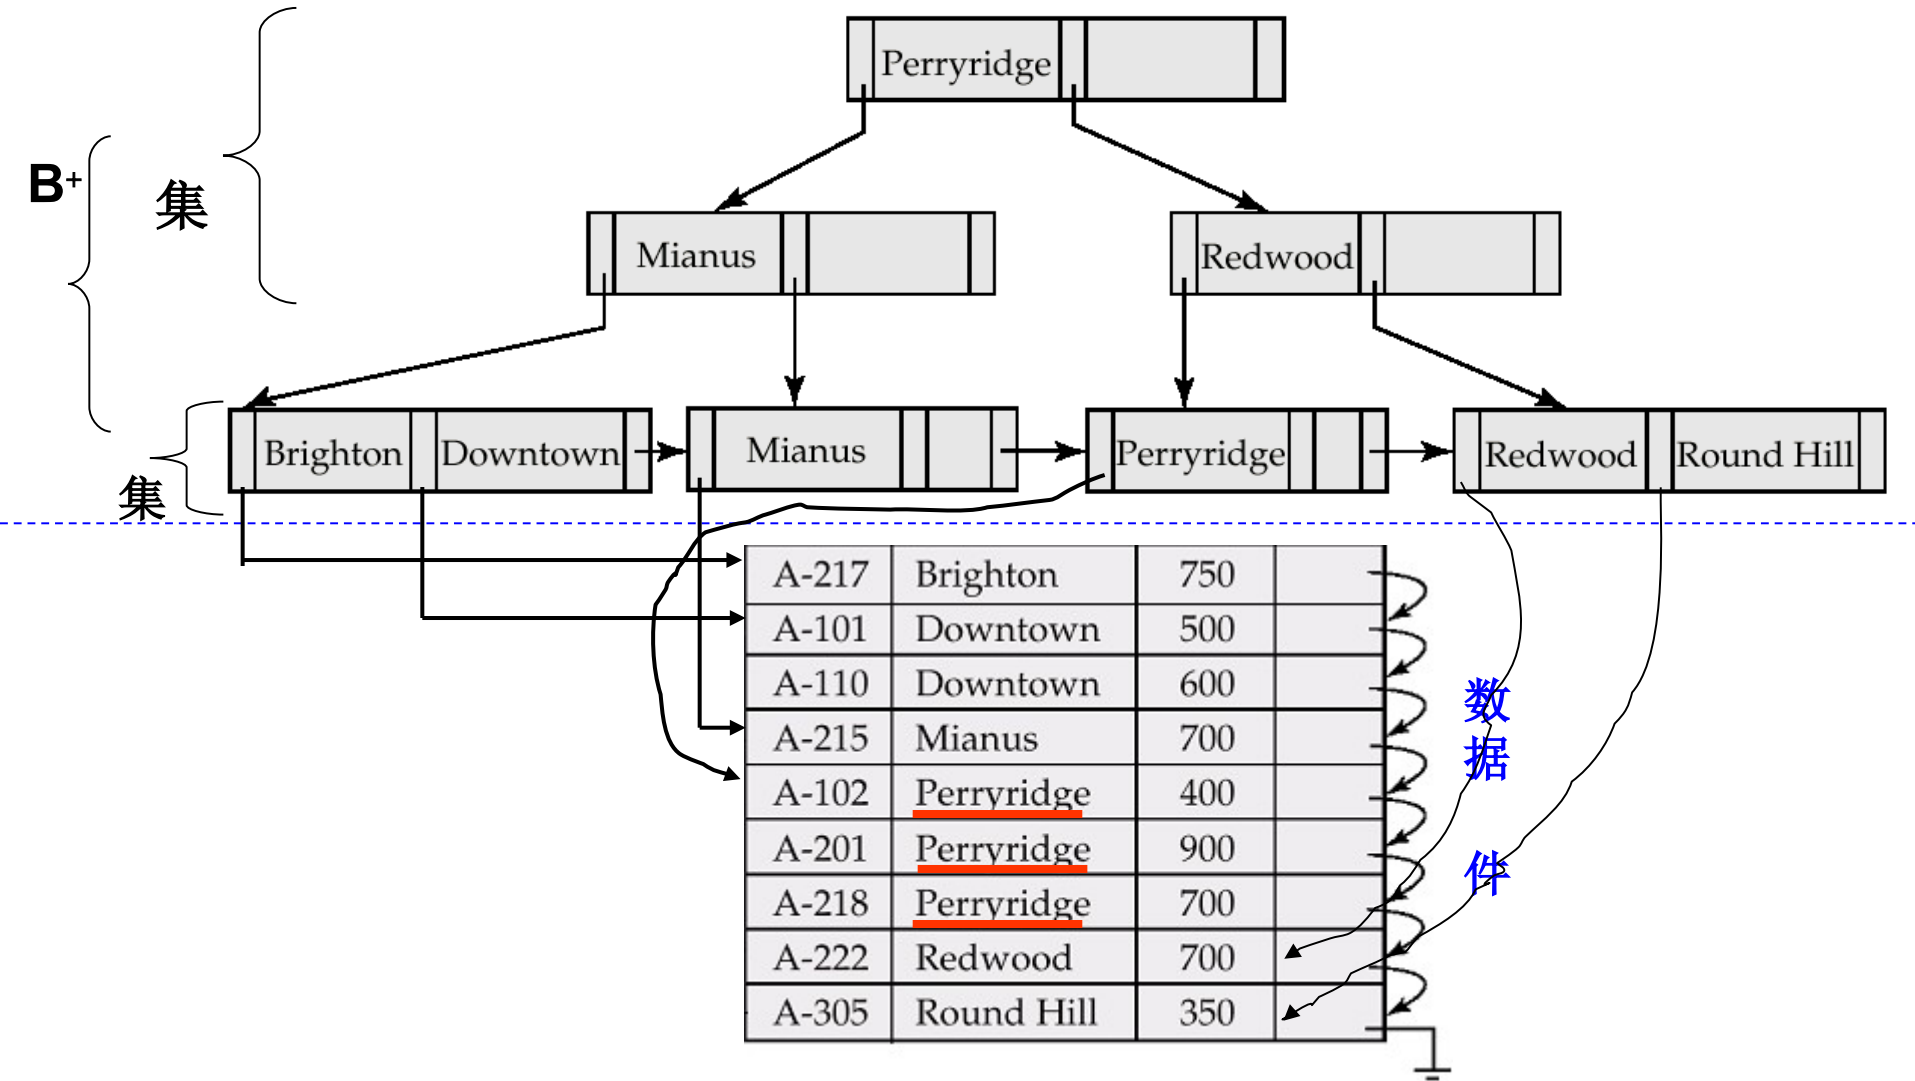 Perryridge
B+
集
Mianus
Redwood
Brighton Downtown
Mianus
Perryridge
Redwood Round Hill
集
A-217 Brighton 750
A-101 Downtown 500
A-110 Downtown 600
A-215 Mianus 700
A-102 Perryridge 400
A-201 Perryridge 900
A-218 Perryridge 700
A-222 Redwood 700
A-305 Round Hill 350
数
据
件